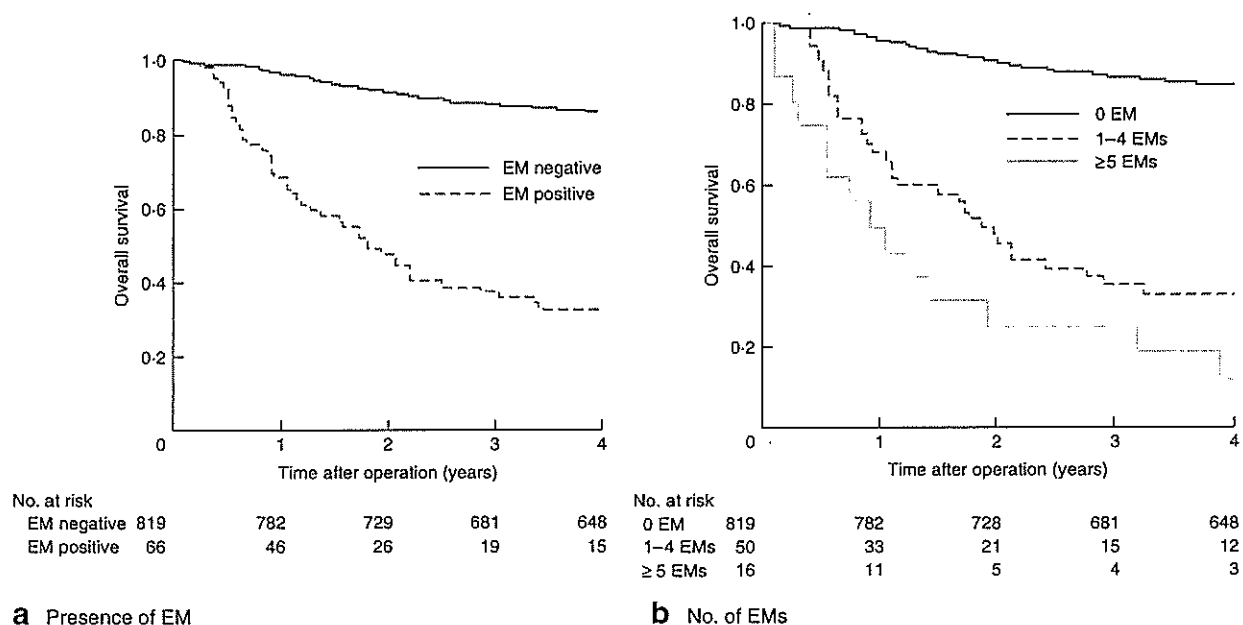 1·0
0·8
0·6
0·4
0·2
0
1
2
3
4
Overall survival
EM negative
EM positive
Time after operation (years)
No. at risk
EM negative 819 782 729 681 648
EM positive 66 46 26 19 15
a Presence of EM
1·0
0·8
0·6
0·4
0·2
0
1
2
3
4
Overall survival
0 EM
1–4 EMs
≥5 EMs
Time after operation (years)
No. at risk
0 EM 819 782 728 681 648
1–4 EMs 50 33 21 15 12
≥ 5 EMs 16 11 5 4 3
b No. of EMs